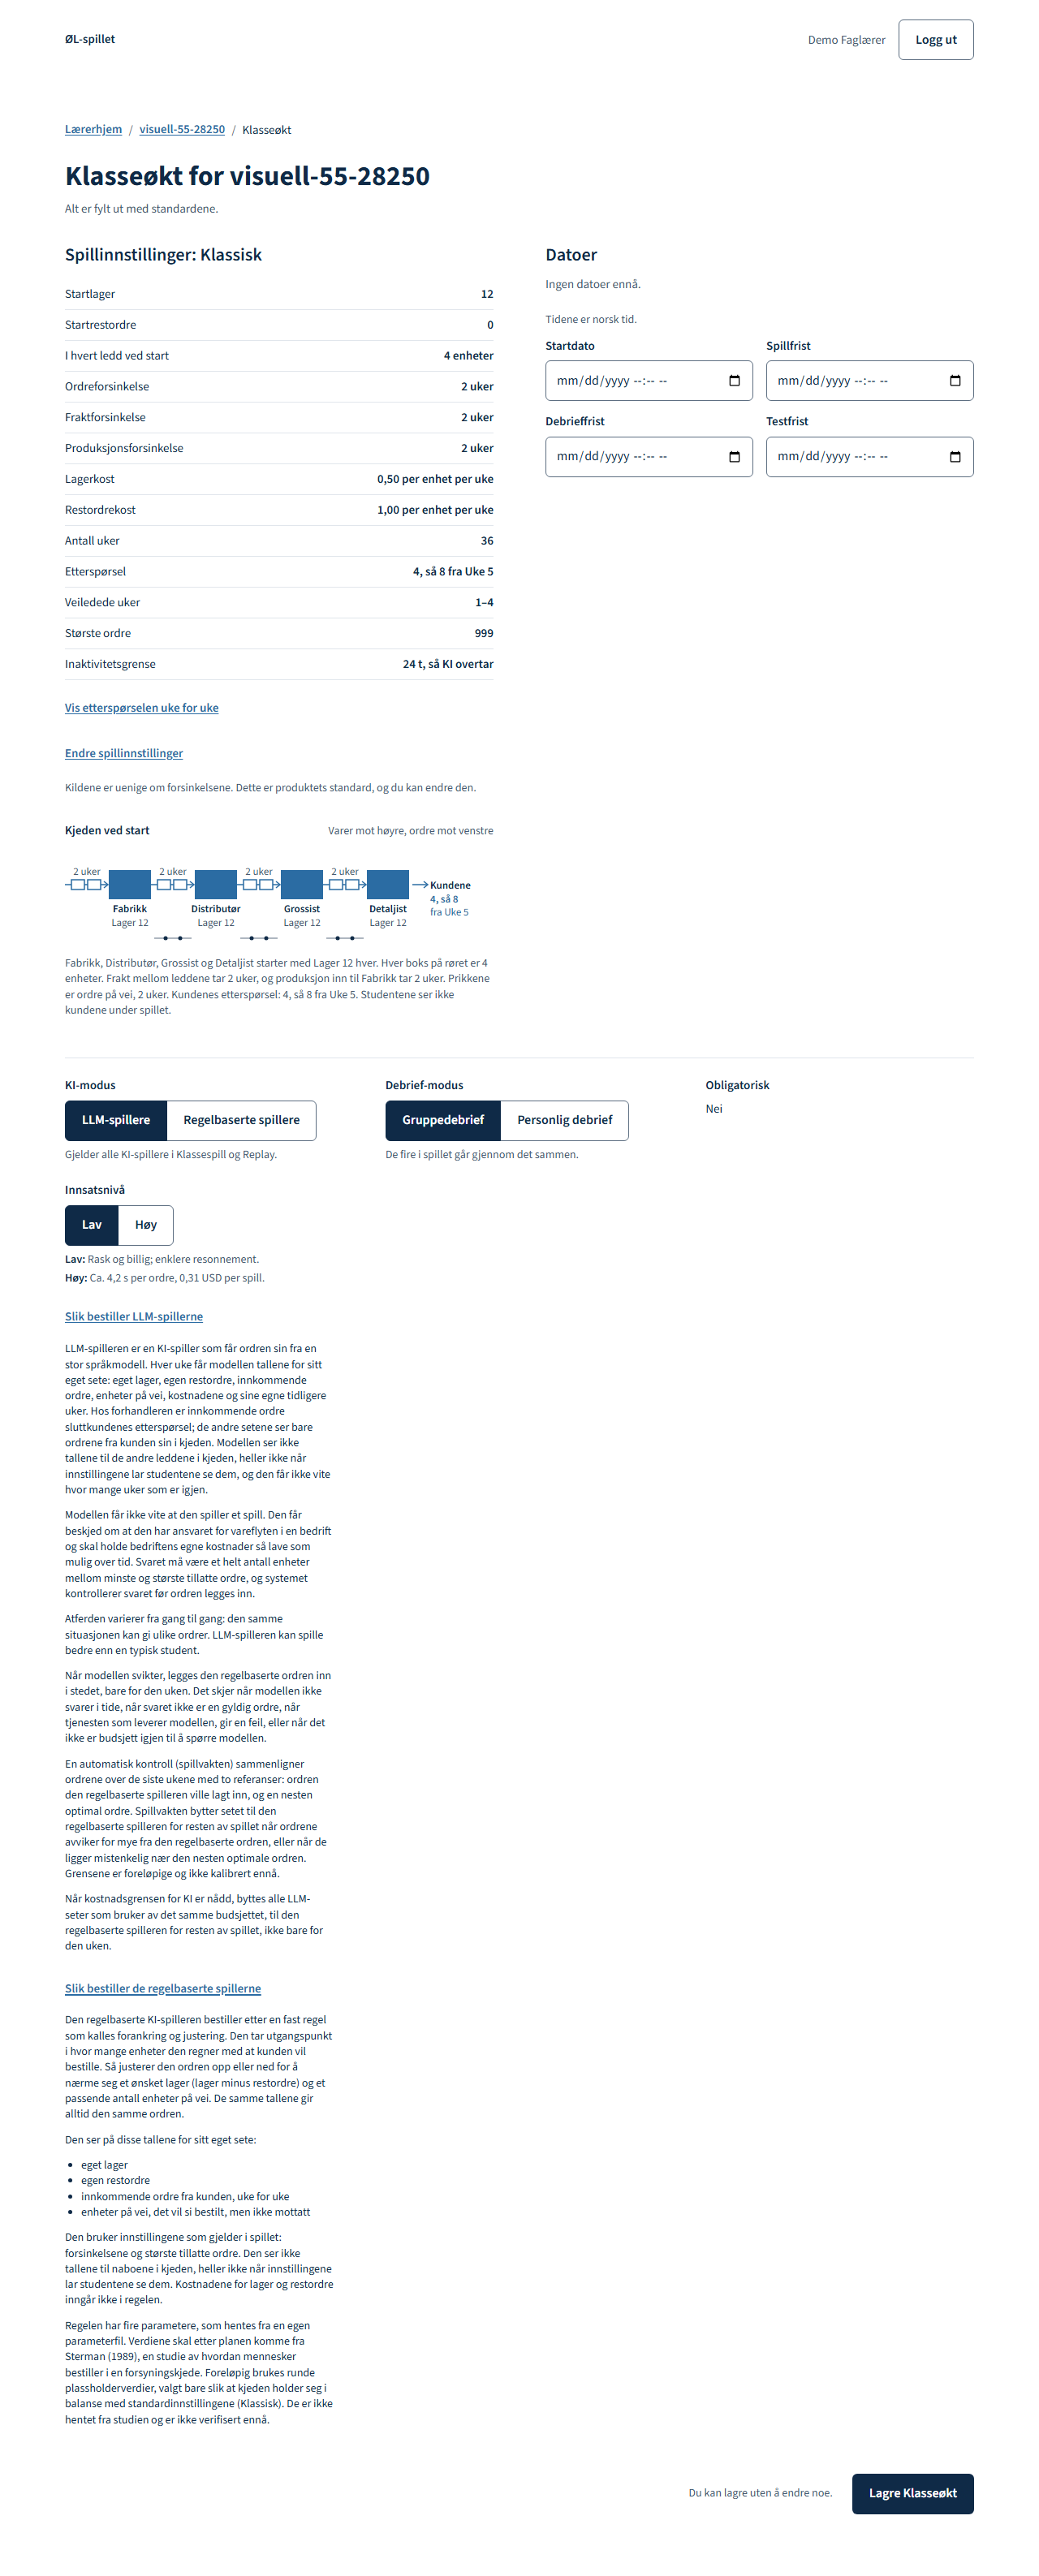 ØL-spillet
Demo Faglærer
Logg ut
Lærerhjem / visuell-55-28250 / Klasseøkt
Klasseøkt for visuell-55-28250
Alt er fylt ut med standardene.
Spillinnstillinger: Klassisk
Startlager 12
Startrestordre 0
I hvert ledd ved start 4 enheter
Ordreforsinkelse 2 uker
Fraktforsinkelse 2 uker
Produksjonsforsinkelse 2 uker
Lagerkost 0,50 per enhet per uke
Restordrekost 1,00 per enhet per uke
Antall uker 36
Etterspørsel 4, så 8 fra Uke 5
Veiledede uker 1–4
Største ordre 999
Inaktivitetsgrense 24 t, så KI overtar
Vis etterspørselen uke for uke
Endre spillinnstillinger
Kildene er uenige om forsinkelsene. Dette er produktets standard, og du kan endre den.
Kjeden ved start
Varer mot høyre, ordre mot venstre
2 uker 2 uker 2 uker 2 uker
Fabrikk Distributør Grossist Detaljist
Lager 12 Lager 12 Lager 12 Lager 12
Kundene
4, så 8
fra Uke 5
Fabrikk, Distributør, Grossist og Detaljist starter med Lager 12 hver. Hver boks på røret er 4
enheter. Frakt mellom leddene tar 2 uker, og produksjon inn til Fabrikk tar 2 uker. Prikkene
er ordre på vei, 2 uker. Kundenes etterspørsel: 4, så 8 fra Uke 5. Studentene ser ikke
kundene under spillet.
Datoer
Ingen datoer ennå.
Tidene er norsk tid.
Startdato
mm/dd/yyyy --:-- --
Spillfrist
mm/dd/yyyy --:-- --
Debrieffrist
mm/dd/yyyy --:-- --
Testfrist
mm/dd/yyyy --:-- --
KI-modus
LLM-spillere Regelbaserte spillere
Gjelder alle KI-spillere i Klassespill og Replay.
Debrief-modus
Gruppedebrief Personlig debrief
De fire i spillet går gjennom det sammen.
Obligatorisk
Nei
Innsatsnivå
Lav Høy
Lav: Rask og billig; enklere resonnement.
Høy: Ca. 4,2 s per ordre, 0,31 USD per spill.
Slik bestiller LLM-spillerne
LLM-spilleren er en KI-spiller som får ordren sin fra en
stor språkmodell. Hver uke får modellen tallene for sitt
eget sete: eget lager, egen restordre, innkommende
ordre, enheter på vei, kostnadene og sine egne tidligere
uker. Hos forhandleren er innkommende ordre
sluttkundenes etterspørsel; de andre setene ser bare
ordrene fra kunden sin i kjeden. Modellen ser ikke
tallene til de andre leddene i kjeden, heller ikke når
innstillingene lar studentene se dem, og den får ikke vite
hvor mange uker som er igjen.
Modellen får ikke vite at den spiller et spill. Den får
beskjed om at den har ansvaret for vareflyten i en bedrift
og skal holde bedriftens egne kostnader så lave som
mulig over tid. Svaret må være et helt antall enheter
mellom minste og største tillatte ordre, og systemet
kontrollerer svaret før ordren legges inn.
Atferden varierer fra gang til gang: den samme
situasjonen kan gi ulike ordrer. LLM-spilleren kan spille
bedre enn en typisk student.
Når modellen svikter, legges den regelbaserte ordren inn
i stedet, bare for den uken. Det skjer når modellen ikke
svarer i tide, når svaret ikke er en gyldig ordre, når
tjenesten som leverer modellen, gir en feil, eller når det
ikke er budsjett igjen til å spørre modellen.
En automatisk kontroll (spillvakten) sammenligner
ordrene over de siste ukene med to referanser: ordren
den regelbaserte spilleren ville lagt inn, og en nesten
optimal ordre. Spillvakten bytter setet til den
regelbaserte spilleren for resten av spillet når ordrene
avviker for mye fra den regelbaserte ordren, eller når de
ligger mistenkelig nær den nesten optimale ordren.
Grensene er foreløpige og ikke kalibrert ennå.
Når kostnadsgrensen for KI er nådd, byttes alle LLM-
seter som bruker av det samme budsjettet, til den
regelbaserte spilleren for resten av spillet, ikke bare for
den uken.
Slik bestiller de regelbaserte spillerne
Den regelbaserte KI-spilleren bestiller etter en fast regel
som kalles forankring og justering. Den tar utgangspunkt
i hvor mange enheter den regner med at kunden vil
bestille. Så justerer den ordren opp eller ned for å
nærme seg et ønsket lager (lager minus restordre) og et
passende antall enheter på vei. De samme tallene gir
alltid den samme ordren.
Den ser på disse tallene for sitt eget sete:
• eget lager
• egen restordre
• innkommende ordre fra kunden, uke for uke
• enheter på vei, det vil si bestilt, men ikke mottatt
Den bruker innstillingene som gjelder i spillet:
forsinkelsene og største tillatte ordre. Den ser ikke
tallene til naboene i kjeden, heller ikke når innstillingene
lar studentene se dem. Kostnadene for lager og restordre
inngår ikke i regelen.
Regelen har fire parametere, som hentes fra en egen
parameterfil. Verdiene skal etter planen komme fra
Sterman (1989), en studie av hvordan mennesker
bestiller i en forsyningskjede. Foreløpig brukes runde
plassholderverdier, valgt bare slik at kjeden holder seg i
balanse med standardinnstillingene (Klassisk). De er ikke
hentet fra studien og er ikke verifisert ennå.
Du kan lagre uten å endre noe.
Lagre Klasseøkt